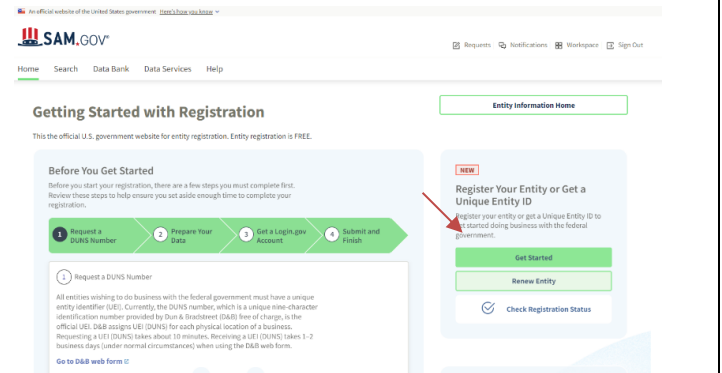 An official website of the United States government Here's how you know
SAM.GOV®
Requests Notifications Workspace Sign Out
Home Search Data Bank Data Services Help
Getting Started with Registration
This the official U.S. government website for entity registration. Entity registration is FREE.
Before You Get Started
Before you start your registration, there are a few steps you must complete first.
Review these steps to help ensure you set aside enough time to complete your
registration.
1 Request a
DUNS Number
2 Prepare Your
Data
3 Get a Login.gov
Account
4 Submit and
Finish
1 Request a DUNS Number
All entities wishing to do business with the federal government must have a unique
entity identifier (UEI). Currently, the DUNS number, which is a unique nine-character
identification number provided by Dun & Bradstreet (D&B) free of charge, is the
official UEI. D&B assigns UEI (DUNS) for each physical location of a business.
Requesting a UEI (DUNS) takes about 10 minutes. Receiving a UEI (DUNS) takes 1-2
business days (under normal circumstances) when using the D&B web form.
Go to D&B web form
Entity Information Home
NEW
Register Your Entity or Get a
Unique Entity ID
Register your entity or get a Unique Entity ID to
get started doing business with the federal
government.
Get Started
Renew Entity
Check Registration Status